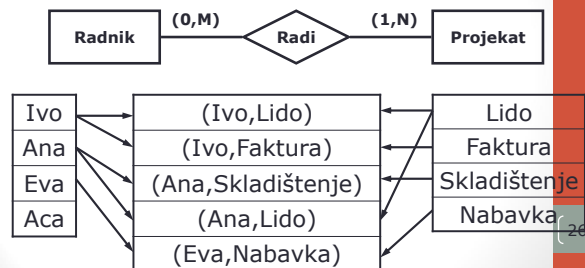 Radnik (0,M) Radi (1,N) Projekat
Ivo (Ivo,Lido) Lido
Ana (Ivo,Faktura) Faktura
Eva (Ana,Skladištenje) Skladištenje
Aca (Ana,Lido) Nabavka
(Eva,Nabavka)